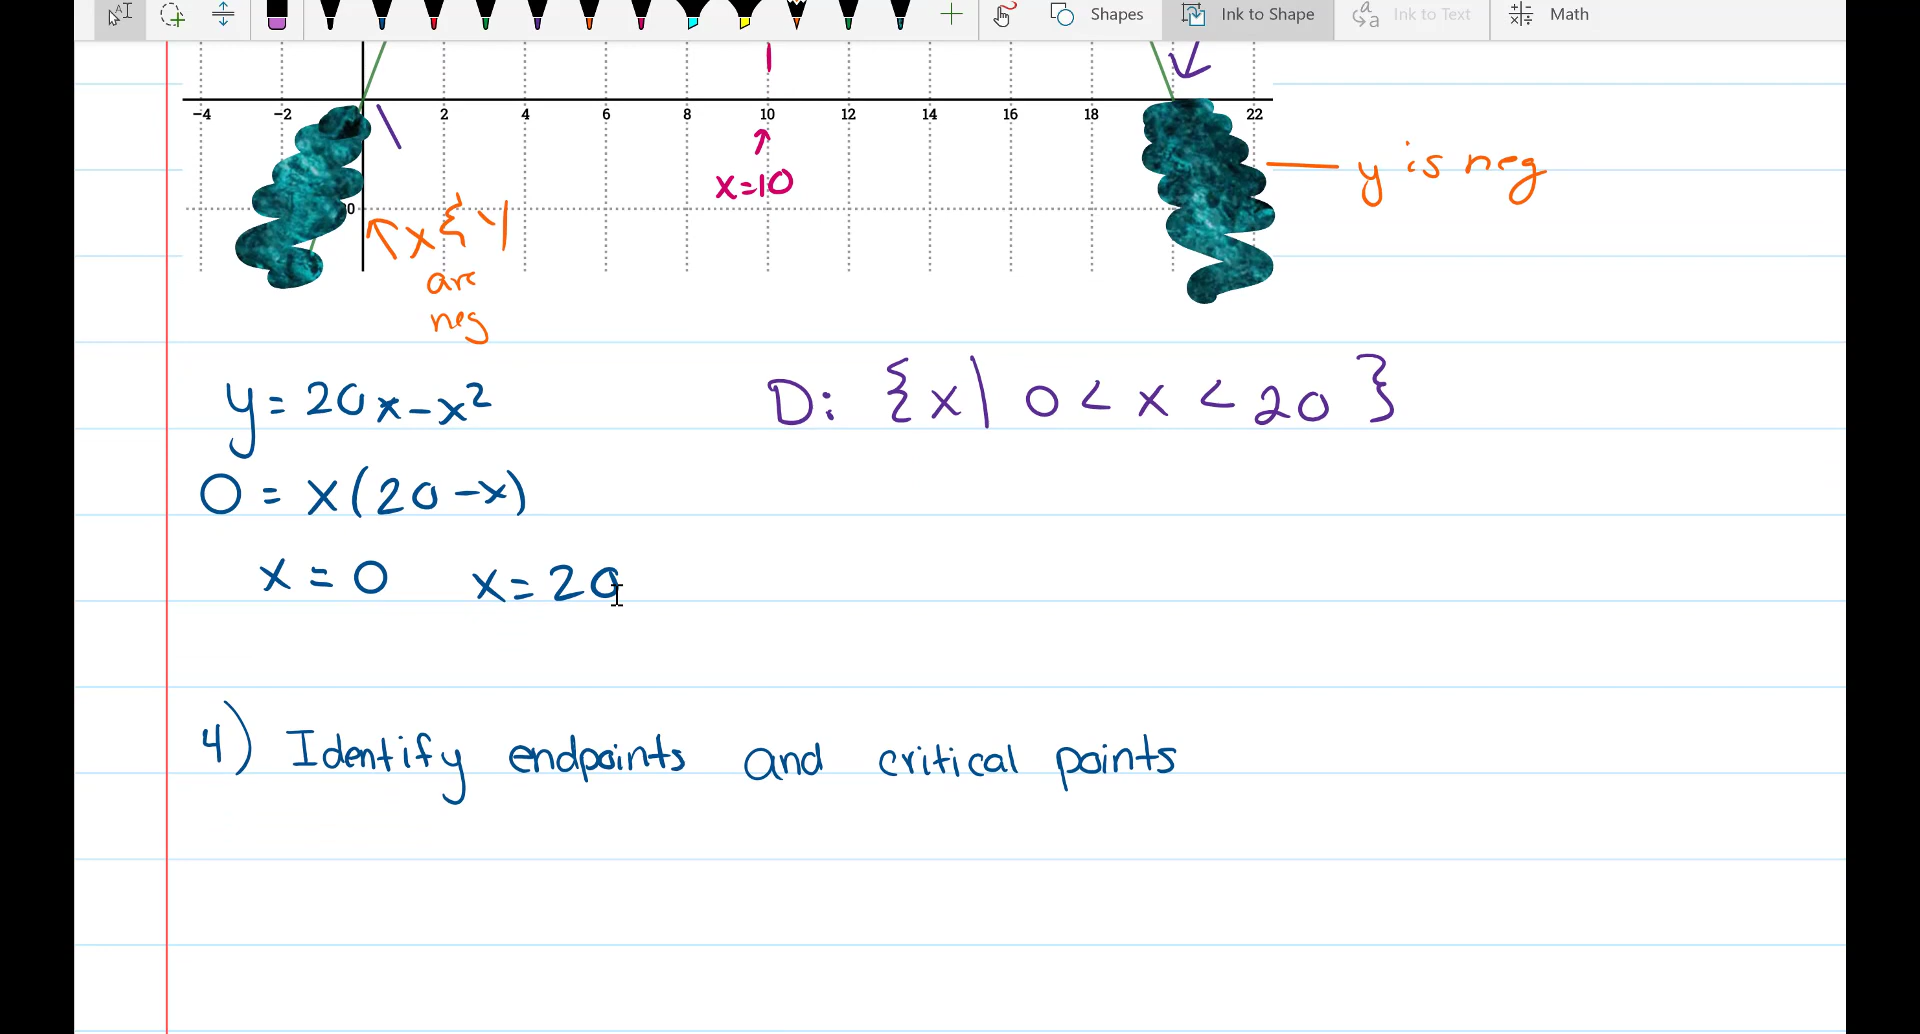 Shapes Ink to Shape Ink to Text Math
-4 -2 2 4 6 8 10 12 14 16 18 22
x=10
y is neg
x & y
are
neg
y = 20x - x²
D: {x | 0 < x < 20}
0 = x(20 - x)
x = 0 x = 20
4) Identify endpoints and critical points